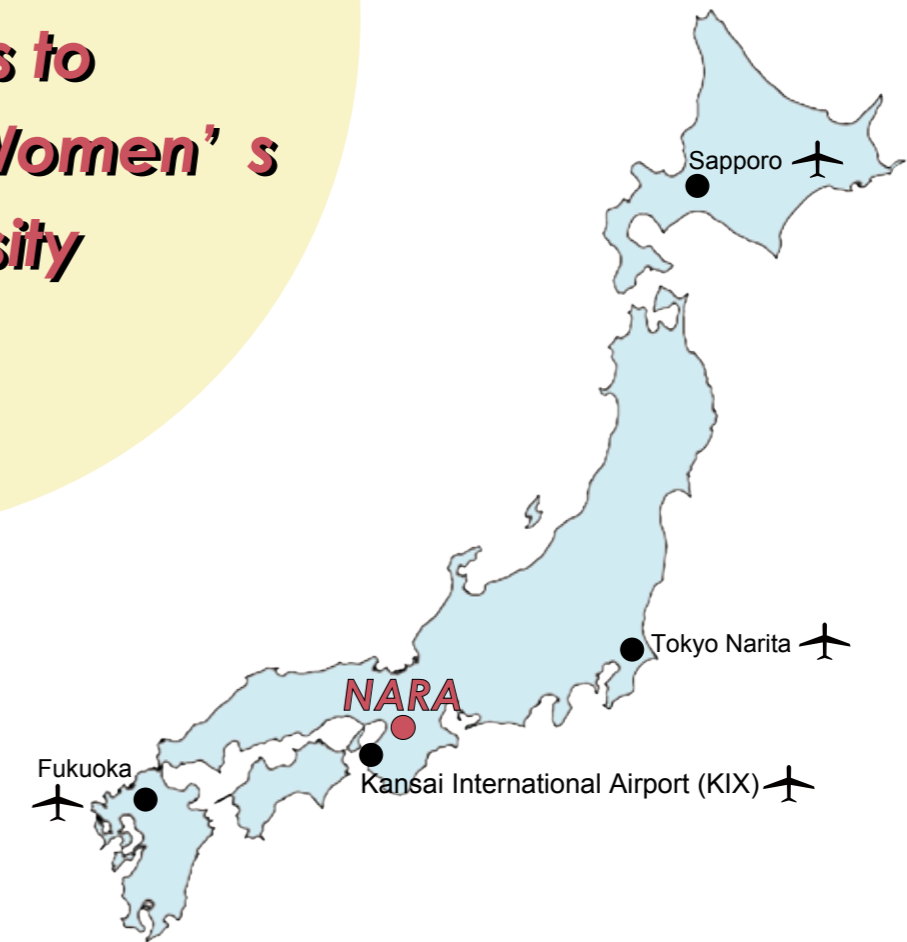 s to
Women’ s
sity
Sapporo
Tokyo Narita
NARA
Fukuoka
Kansai International Airport (KIX)